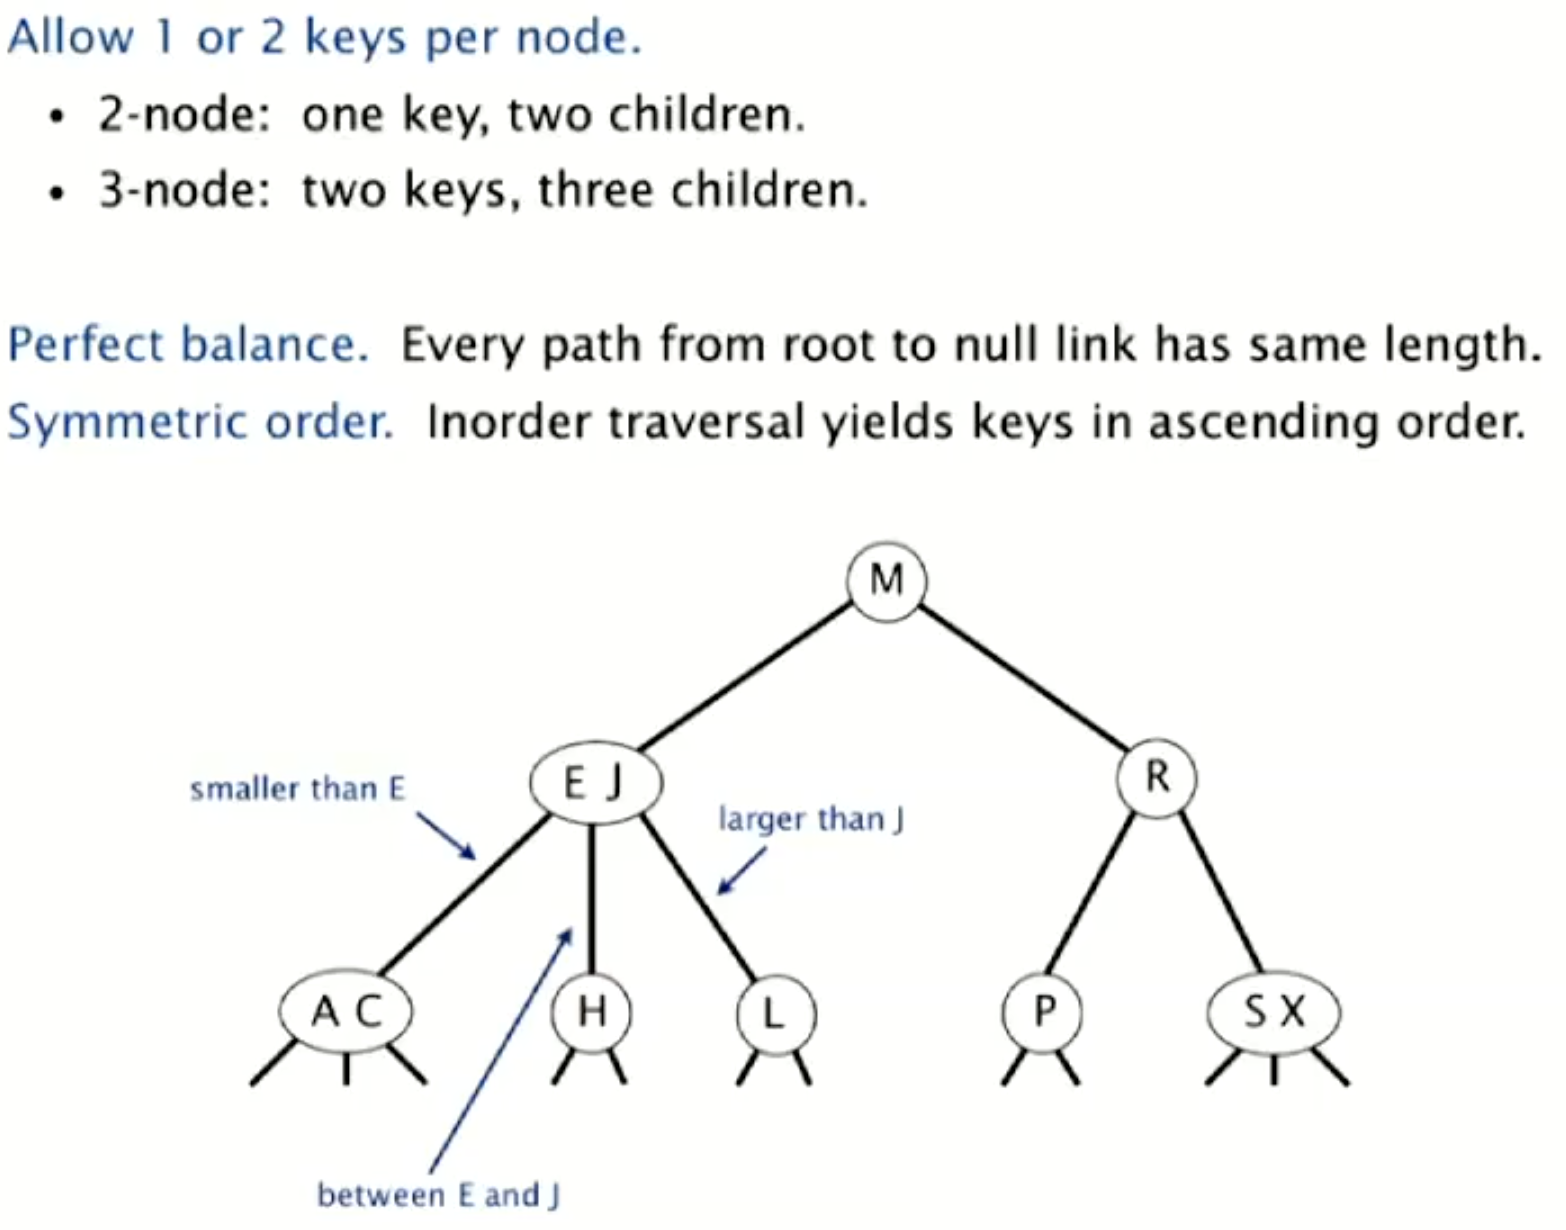 Allow 1 or 2 keys per node.
• 2-node: one key, two children.
• 3-node: two keys, three children.
Perfect balance. Every path from root to null link has same length.
Symmetric order. Inorder traversal yields keys in ascending order.
M
smaller than E
E J
larger than J
R
A C
H
L
P
S X
between E and J